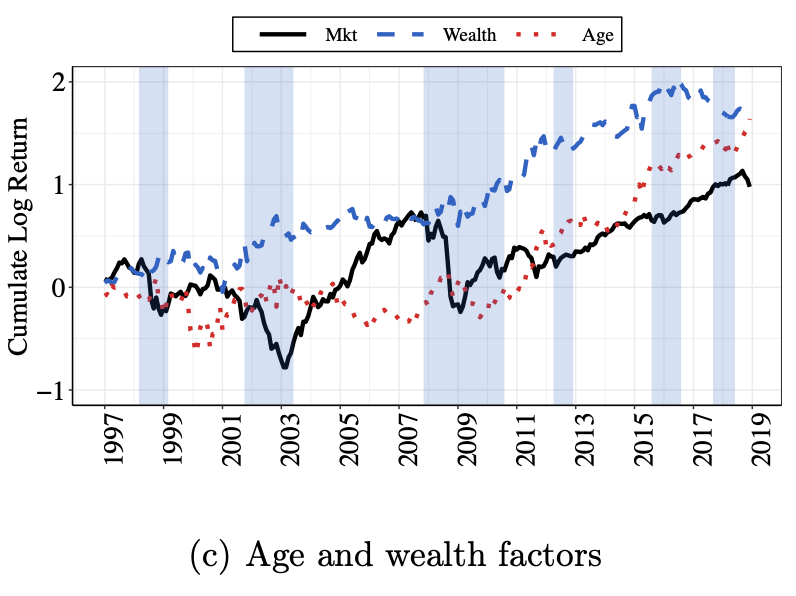 Mkt Wealth Age
Cumulate Log Return
2
1
0
−1
1997 1999 2001 2003 2005 2007 2009 2011 2013 2015 2017 2019
(c) Age and wealth factors